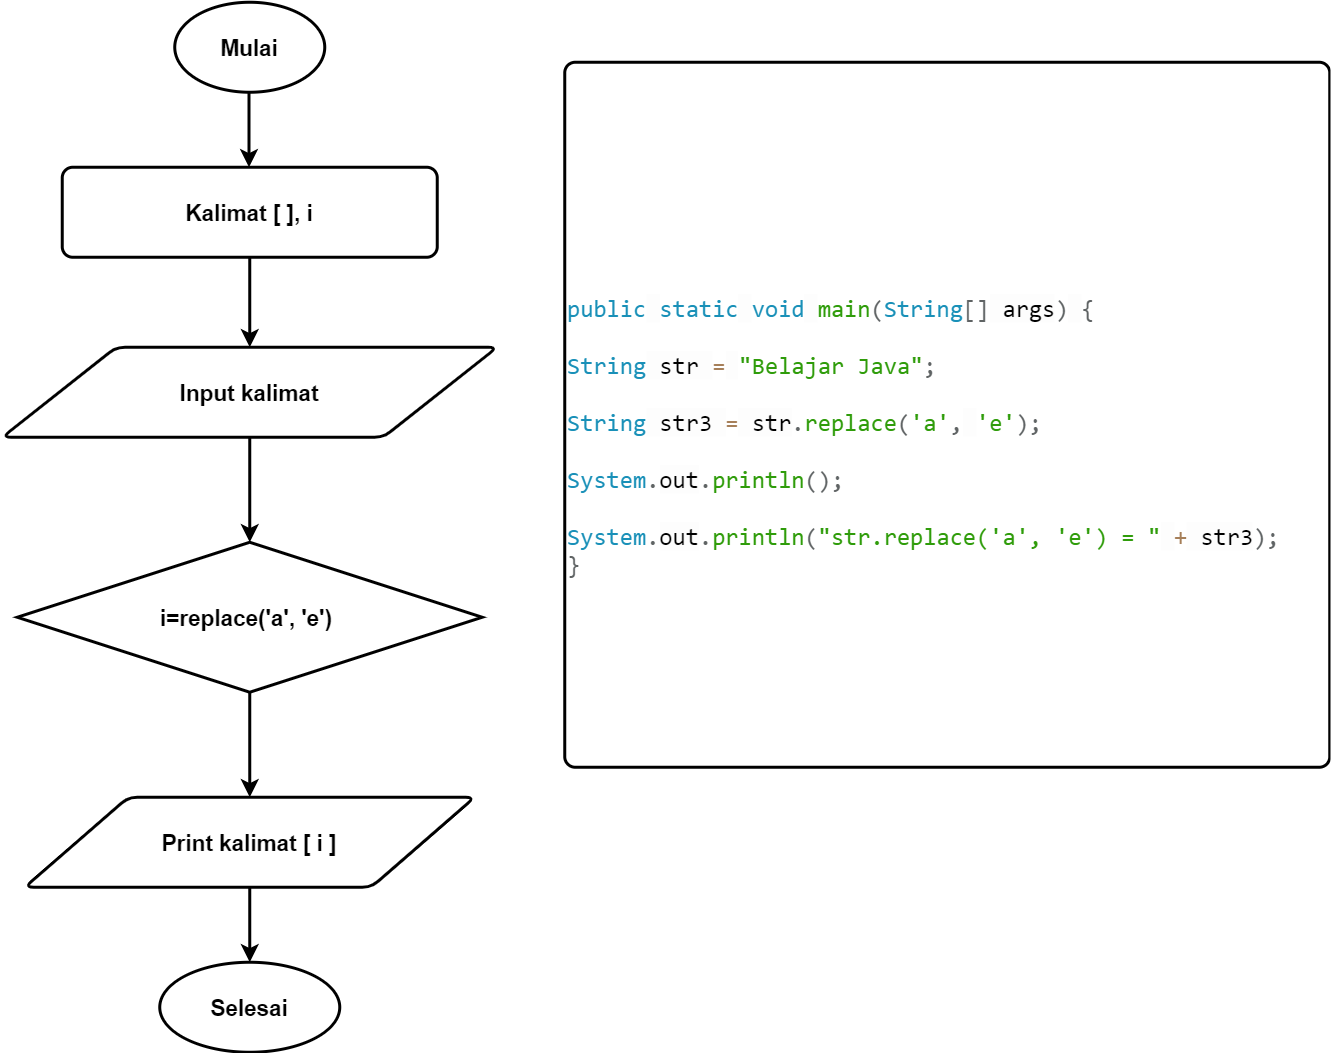 Mulai
Kalimat [ ], i
Input kalimat
i=replace('a', 'e')
Print kalimat [ i ]
Selesai
public static void main(String[] args) {
String str = "Belajar Java";
String str3 = str.replace('a', 'e');
System.out.println();
System.out.println("str.replace('a', 'e') = " + str3);
}